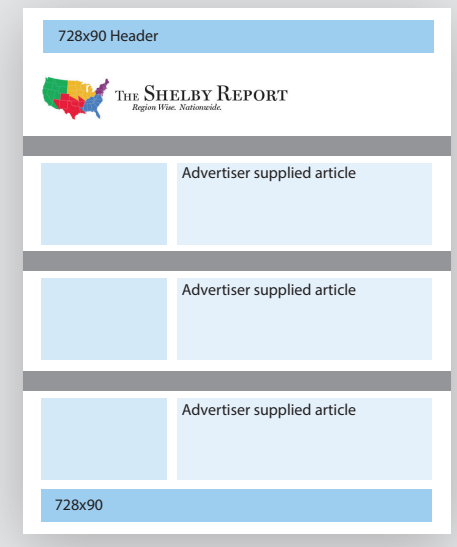 728x90 Header
THE SHELBY REPORT
Region Wise. Nationwide.
Advertiser supplied article
Advertiser supplied article
Advertiser supplied article
728x90